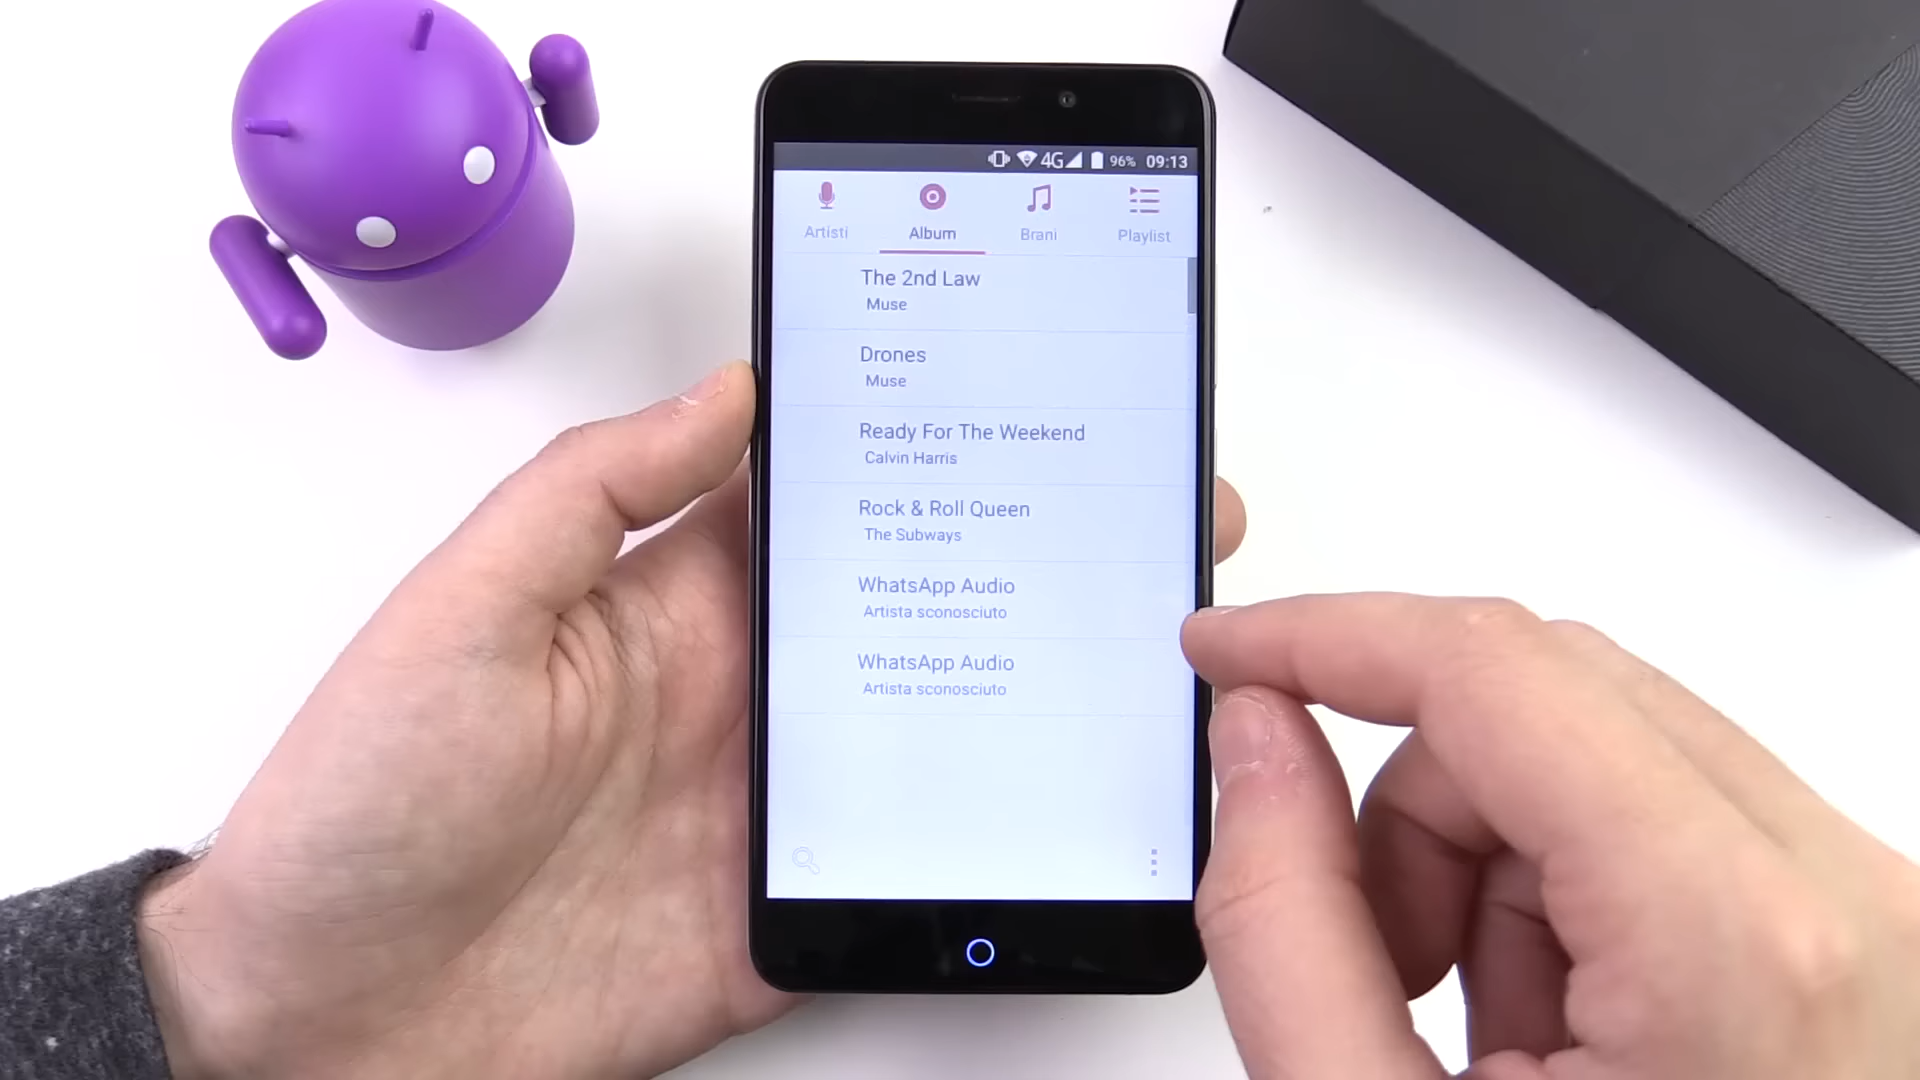 4G 96% 09:13
Artisti Album Brani Playlist
The 2nd Law
Muse
Drones
Muse
Ready For The Weekend
Calvin Harris
Rock & Roll Queen
The Subways
WhatsApp Audio
Artista sconosciuto
WhatsApp Audio
Artista sconosciuto